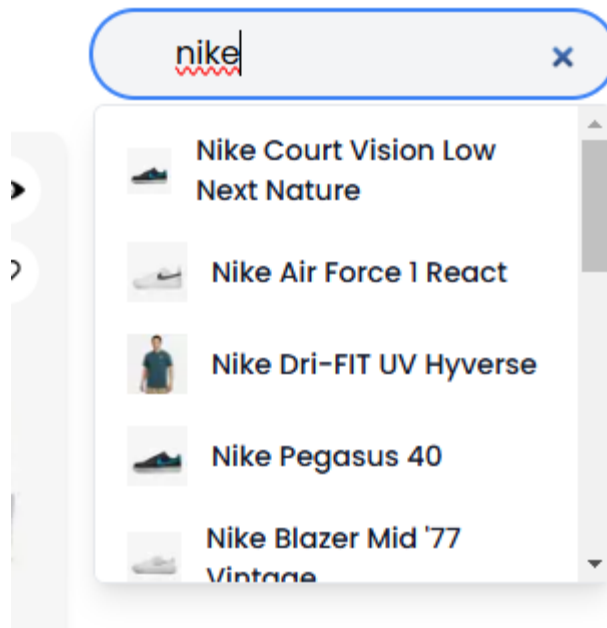 nike
Nike Court Vision Low
Next Nature
Nike Air Force 1 React
Nike Dri-FIT UV Hyverse
Nike Pegasus 40
Nike Blazer Mid '77
Vintage